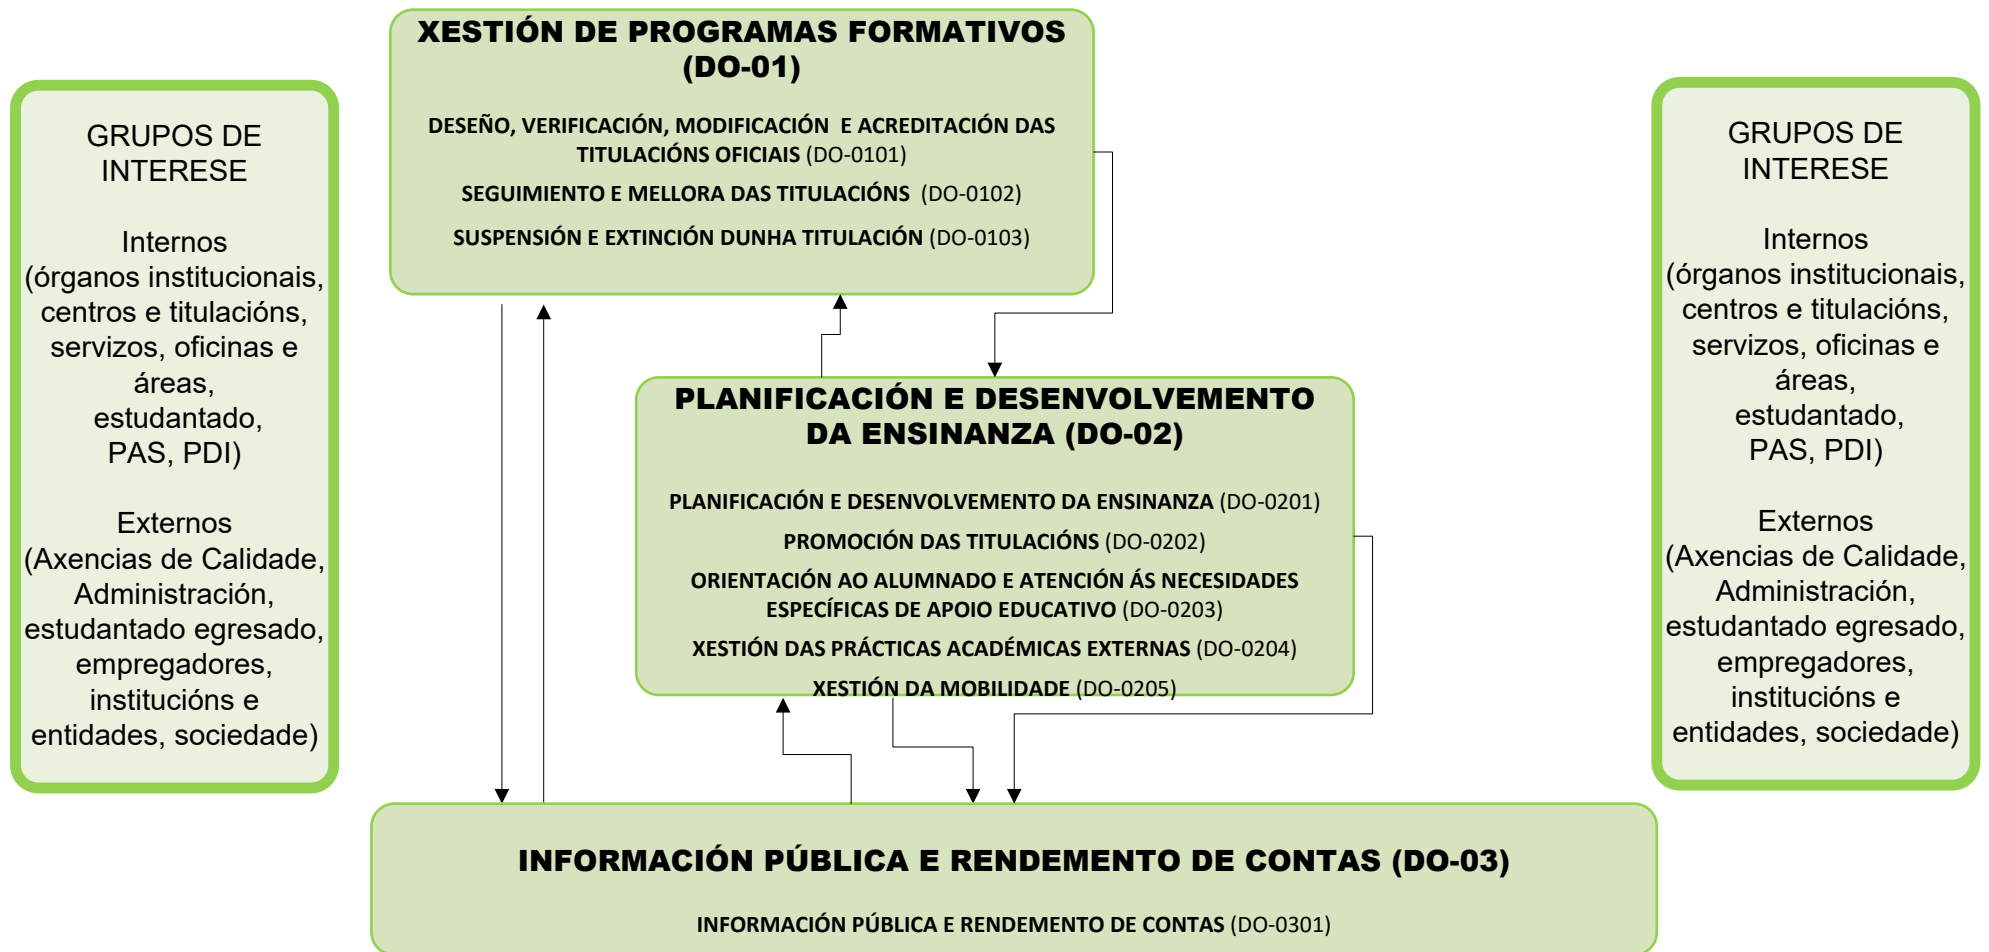 XESTIÓN DE PROGRAMAS FORMATIVOS
(DO-01)
DESEÑO, VERIFICACIÓN, MODIFICACIÓN E ACREDITACIÓN DAS
TITULACIÓNS OFICIAIS (DO-0101)
SEGUIMIENTO E MELLORA DAS TITULACIÓNS (DO-0102)
SUSPENSIÓN E EXTINCIÓN DUNHA TITULACIÓN (DO-0103)
GRUPOS DE
INTERESE
Internos
(órganos institucionais,
centros e titulacións,
servizos, oficinas e
áreas,
estudantado,
PAS, PDI)
Externos
(Axencias de Calidade,
Administración,
estudantado egresado,
empregadores,
institucións e
entidades, sociedade)
PLANIFICACIÓN E DESENVOLVEMENTO
DA ENSINANZA (DO-02)
PLANIFICACIÓN E DESENVOLVEMENTO DA ENSINANZA (DO-0201)
PROMOCIÓN DAS TITULACIÓNS (DO-0202)
ORIENTACIÓN AO ALUMNADO E ATENCIÓN ÁS NECESIDADES
ESPECÍFICAS DE APOIO EDUCATIVO (DO-0203)
XESTIÓN DAS PRÁCTICAS ACADÉMICAS EXTERNAS (DO-0204)
XESTIÓN DA MOBILIDADE (DO-0205)
GRUPOS DE
INTERESE
Internos
(órganos institucionais,
centros e titulacións,
servizos, oficinas e
áreas,
estudantado,
PAS, PDI)
Externos
(Axencias de Calidade,
Administración,
estudantado egresado,
empregadores,
institucións e
entidades, sociedade)
INFORMACIÓN PÚBLICA E RENDEMENTO DE CONTAS (DO-03)
INFORMACIÓN PÚBLICA E RENDEMENTO DE CONTAS (DO-0301)